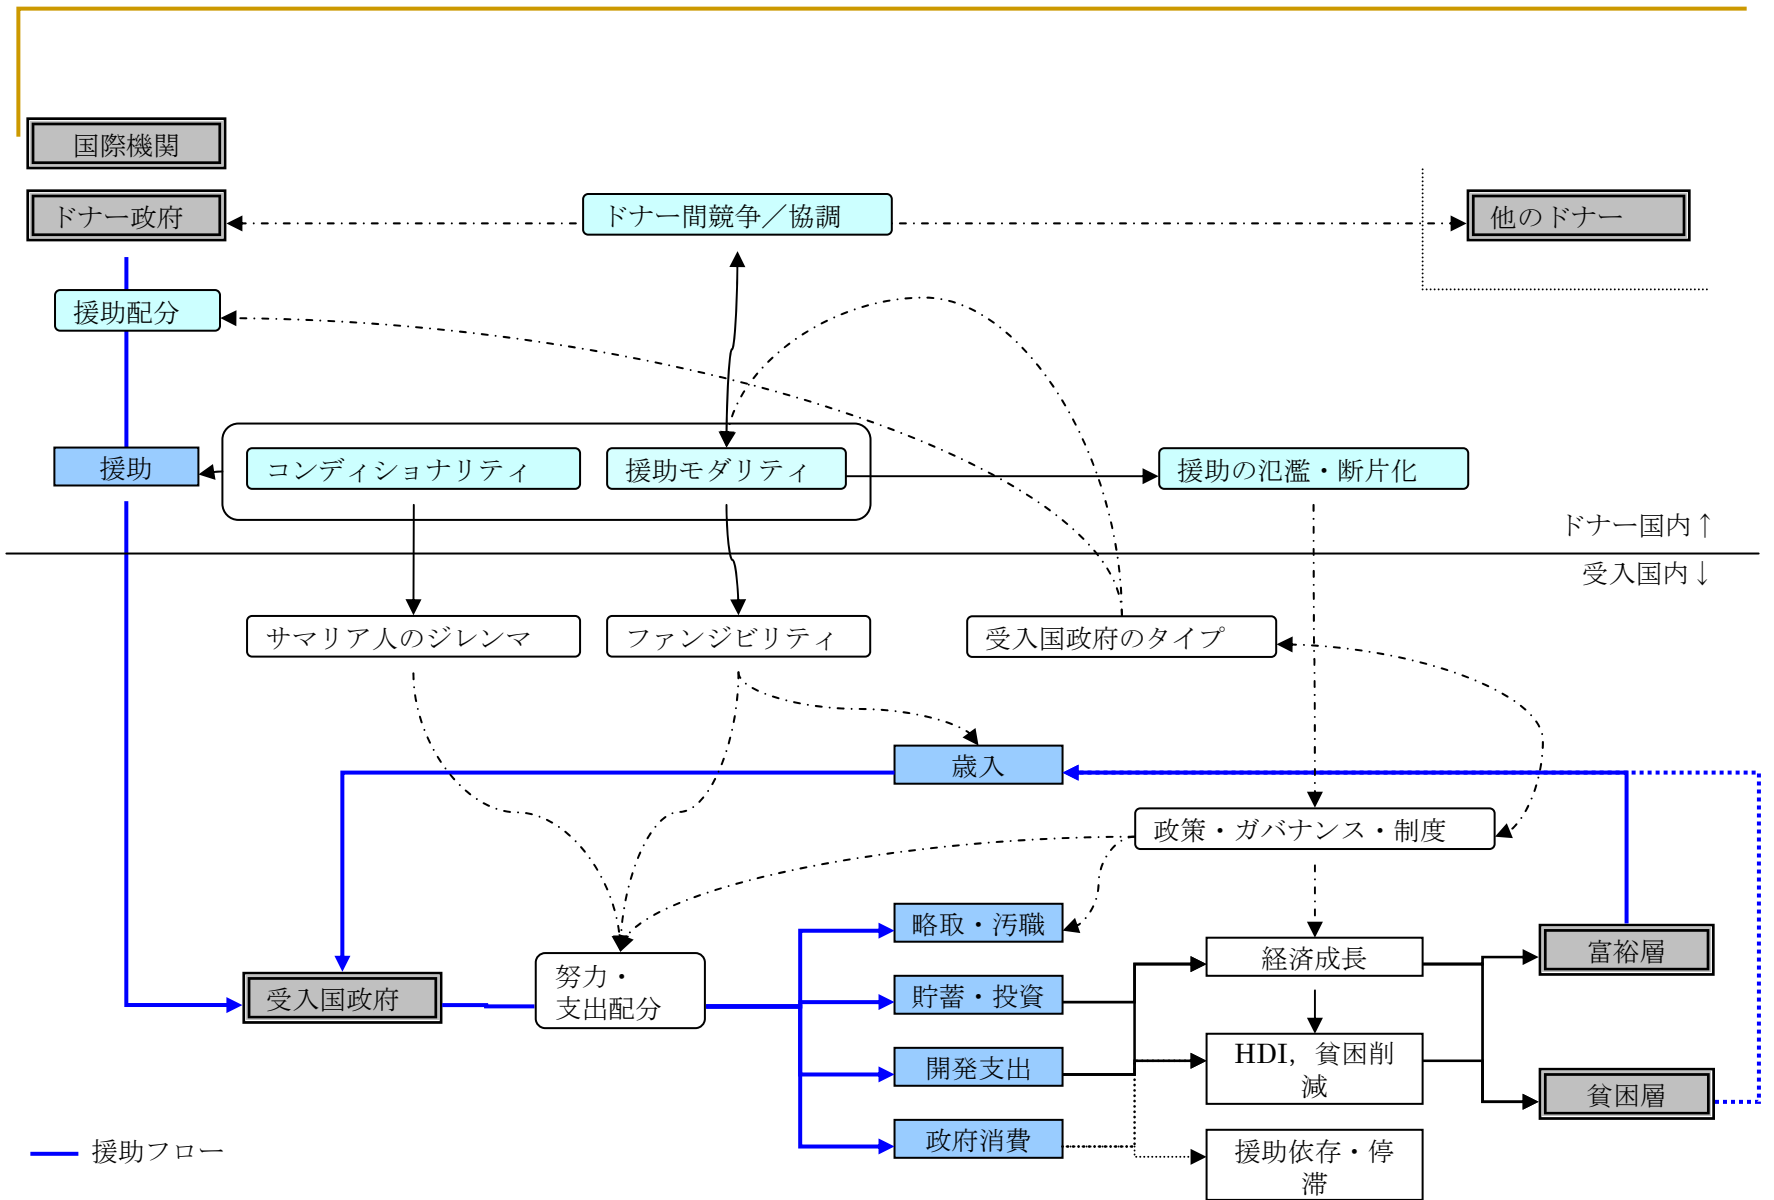 国際機関
ドナー政府
ドナー間競争／協調
他のドナー
援助配分
援助
コンディショナリティ
援助モダリティ
援助の氾濫・断片化
ドナー国内↑
受入国内↓
サマリア人のジレンマ
ファンジビリティ
受入国政府のタイプ
歳入
政策・ガバナンス・制度
略取・汚職
経済成長
富裕層
受入国政府
努力・
支出配分
貯蓄・投資
開発支出
HDI，貧困削
減
貧困層
政府消費
援助依存・停
滞
援助フロー